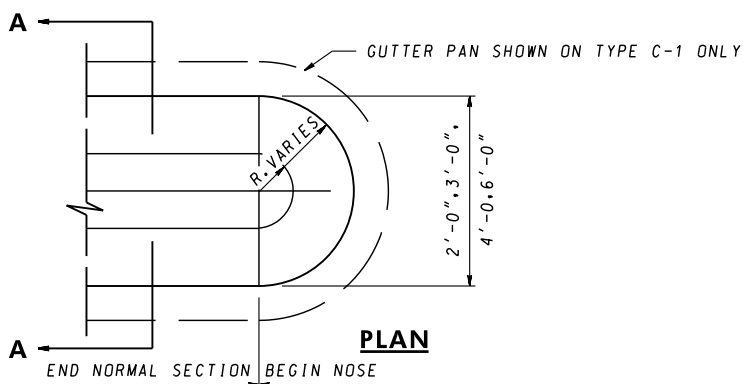 A
GUTTER PAN SHOWN ON TYPE C-1 ONLY
R. VARIES
2'-0",3'-0",
4'-0,6'-0"
PLAN
A
END NORMAL SECTION BEGIN NOSE